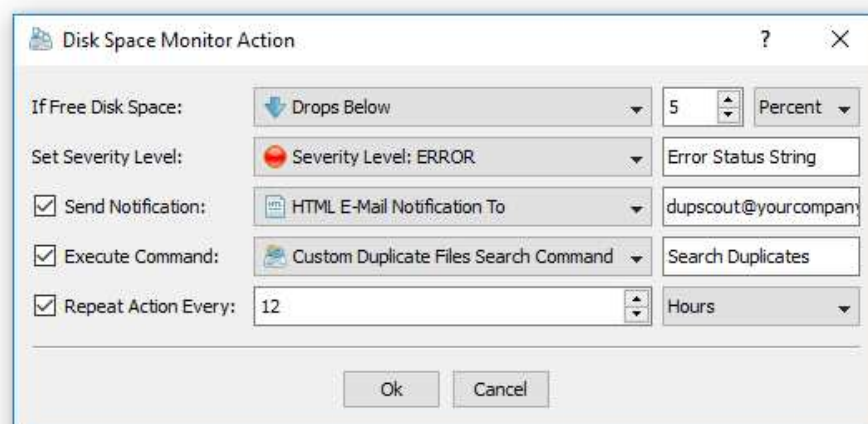 Disk Space Monitor Action ?
If Free Disk Space: Drops Below 5 Percent
Set Severity Level: Severity Level: ERROR Error Status String
Send Notification: HTML E-Mail Notification To dupscout@yourcompany
Execute Command: Custom Duplicate Files Search Command Search Duplicates
Repeat Action Every: 12 Hours
Ok Cancel